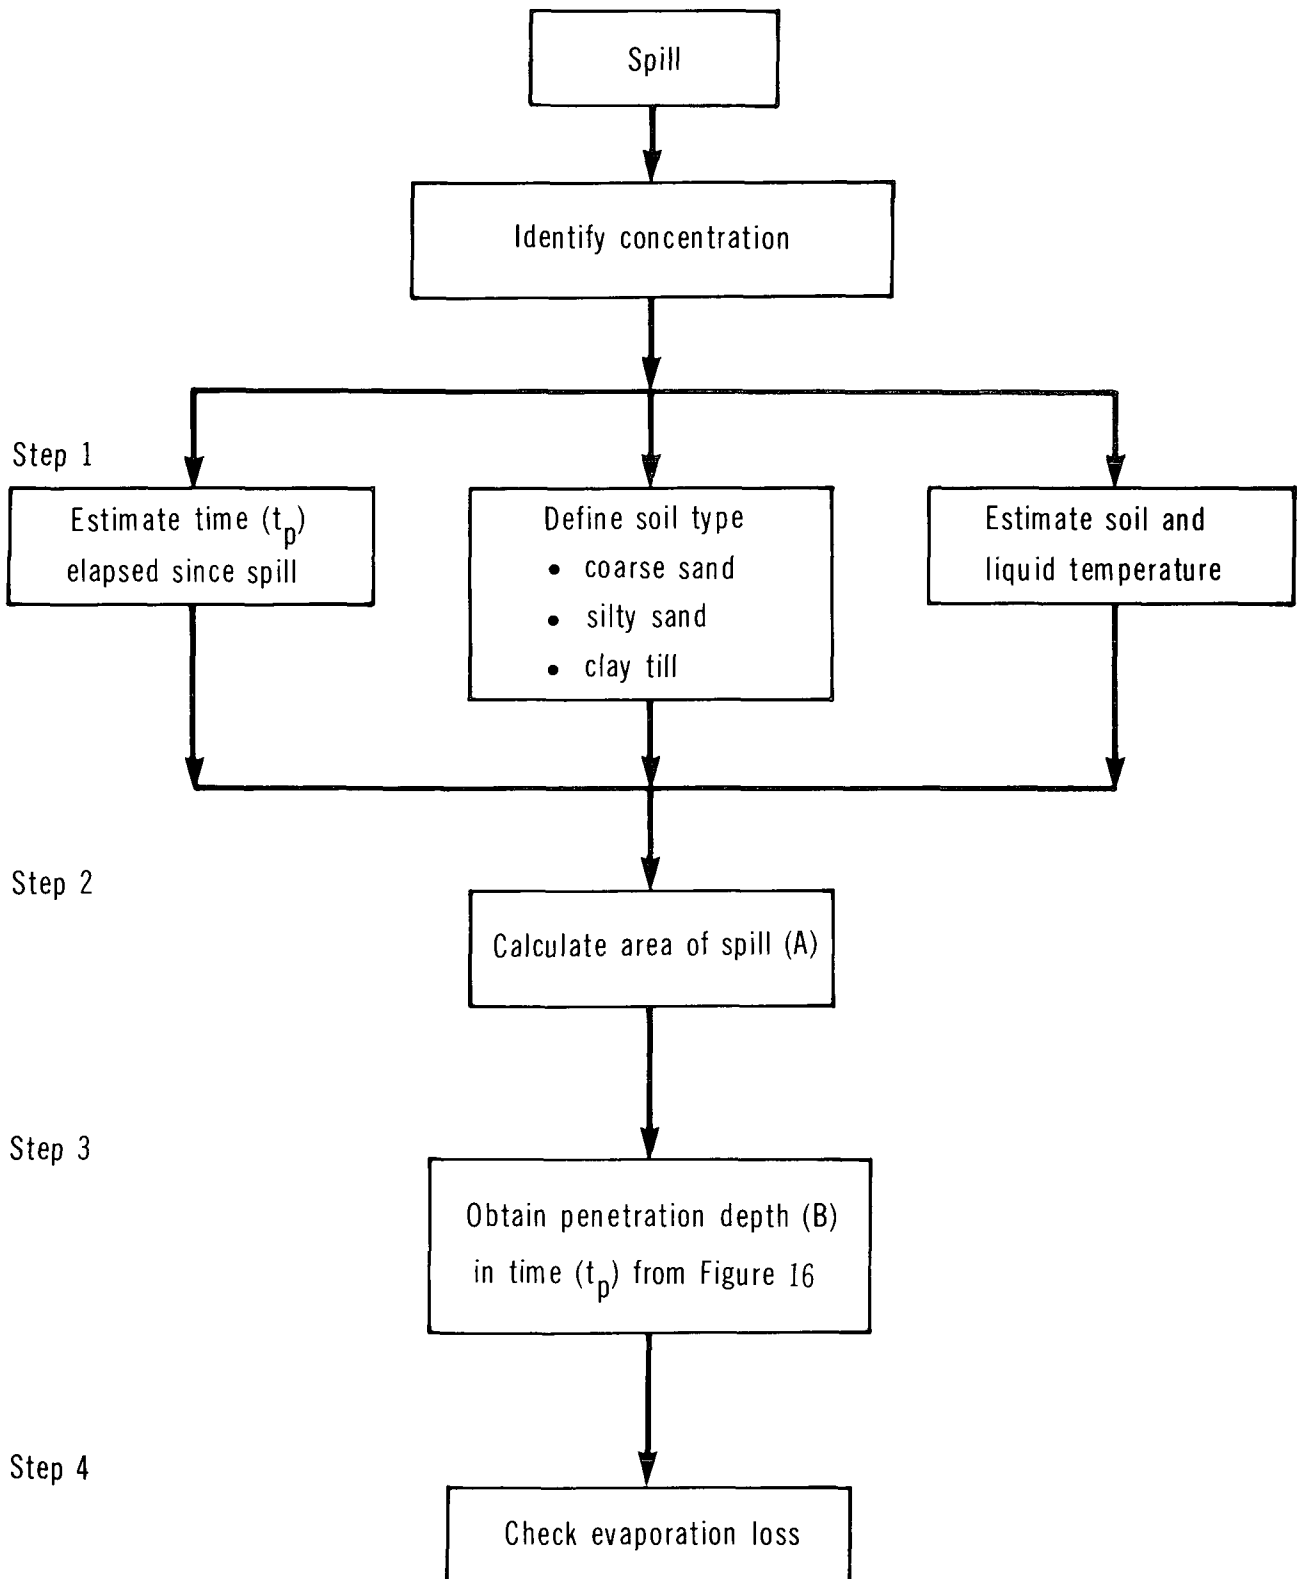 Spill
Identify concentration
Step 1
Estimate time (tp)
elapsed since spill
Define soil type
• coarse sand
• silty sand
• clay till
Estimate soil and
liquid temperature
Step 2
Calculate area of spill (A)
Step 3
Obtain penetration depth (B)
in time (tp) from Figure 16
Step 4
Check evaporation loss